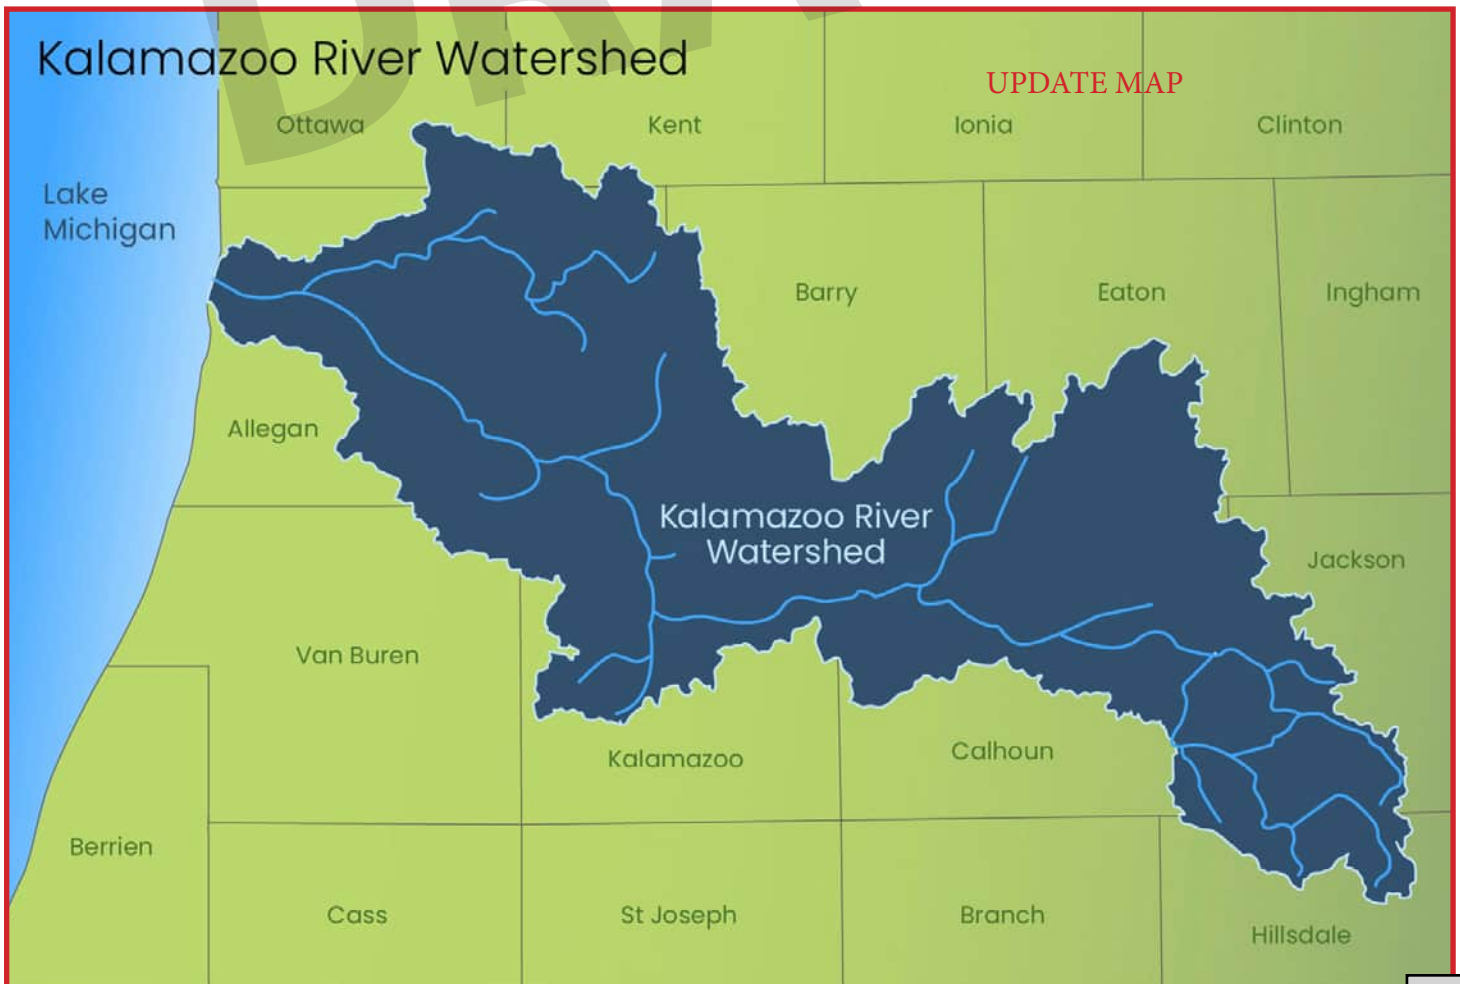 Kalamazoo River Watershed
UPDATE MAP
Ottawa
Kent
Ionia
Clinton
Lake
Michigan
Barry
Eaton
Ingham
Allegan
Kalamazoo River
Watershed
Jackson
Van Buren
Kalamazoo
Calhoun
Berrien
Cass
St Joseph
Branch
Hillsdale